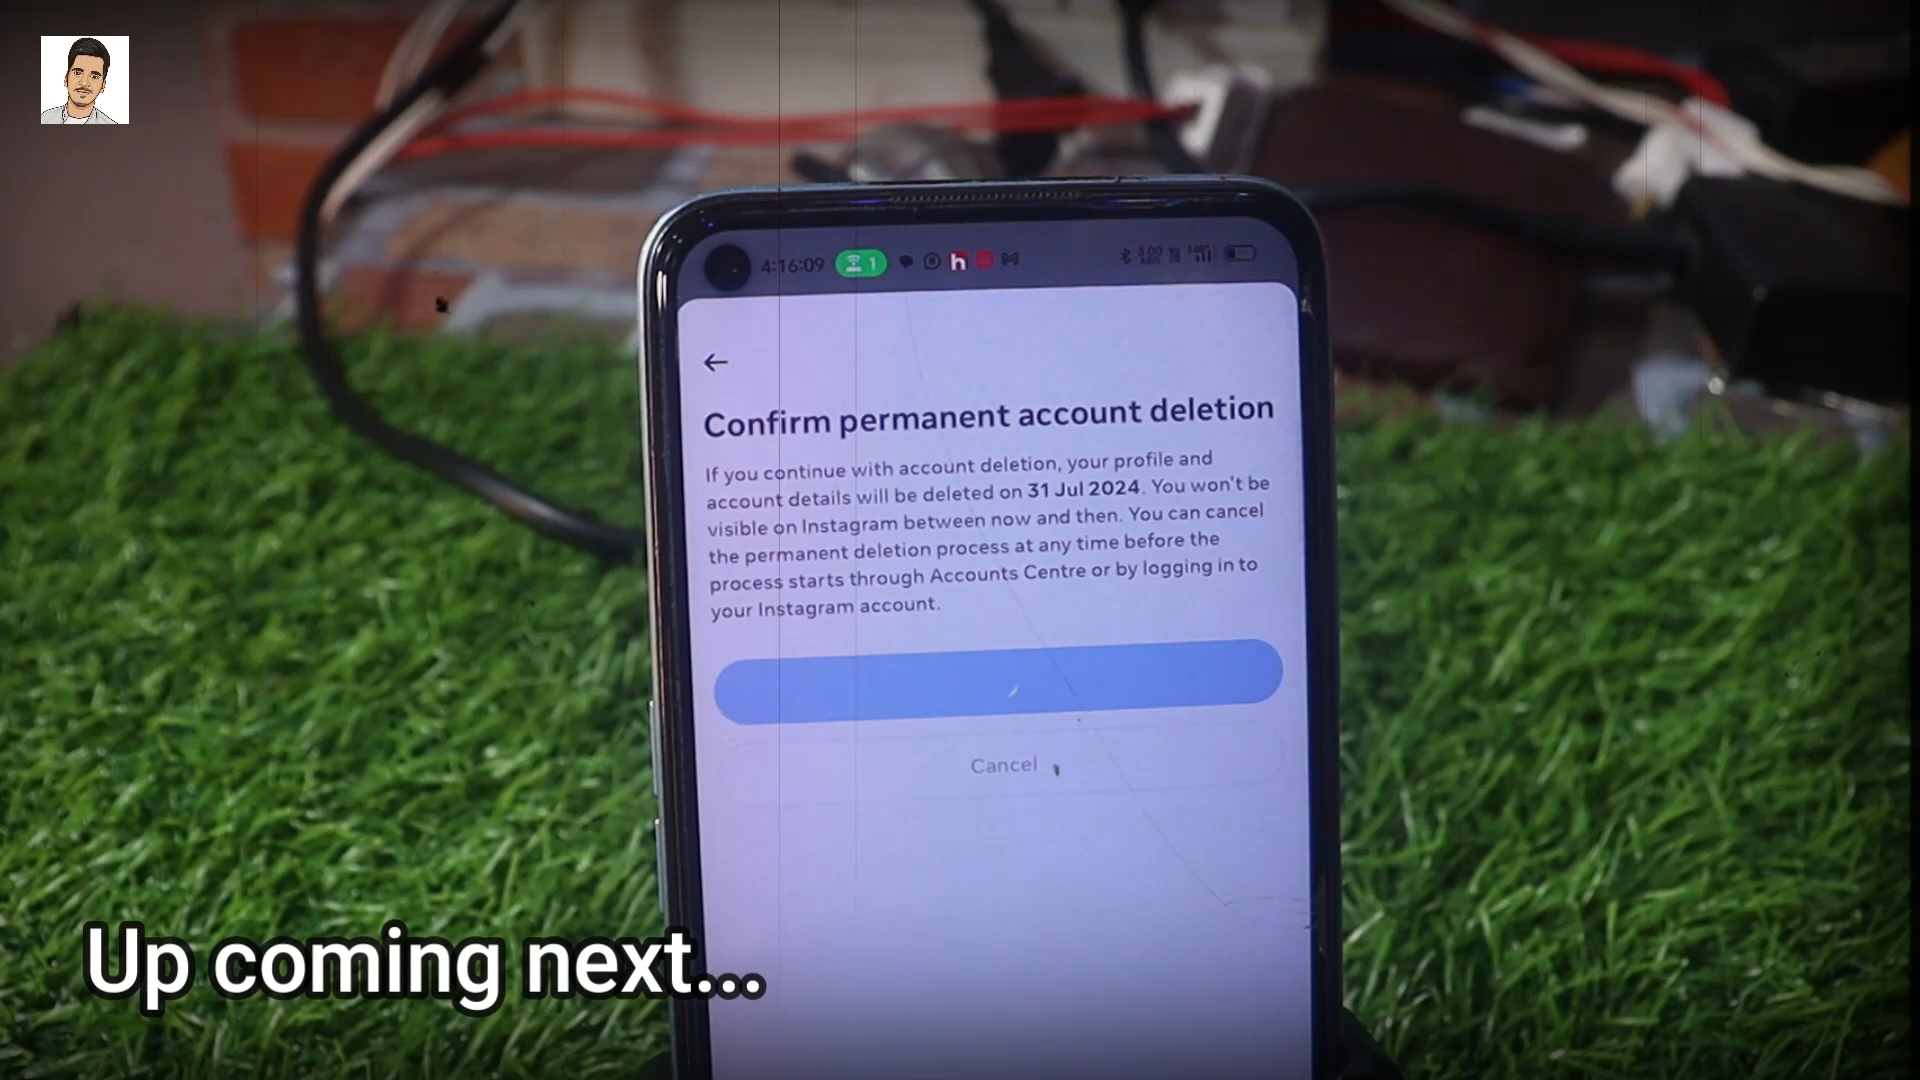 4:16:09
1
h
Confirm permanent account deletion
If you continue with account deletion, your profile and
account details will be deleted on 31 Jul 2024. You won't be
visible on Instagram between now and then. You can cancel
the permanent deletion process at any time before the
process starts through Accounts Centre or by logging in to
your Instagram account.
Cancel
Up coming next...